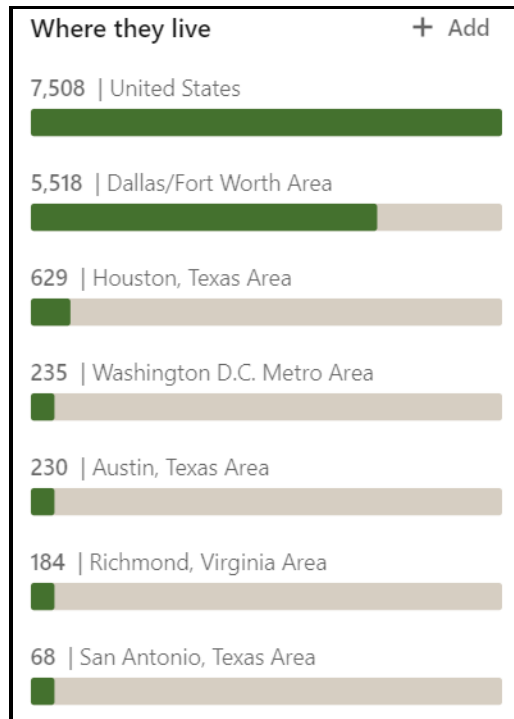 Where they live + Add
7,508 | United States
5,518 | Dallas/Fort Worth Area
629 | Houston, Texas Area
235 | Washington D.C. Metro Area
230 | Austin, Texas Area
184 | Richmond, Virginia Area
68 | San Antonio, Texas Area